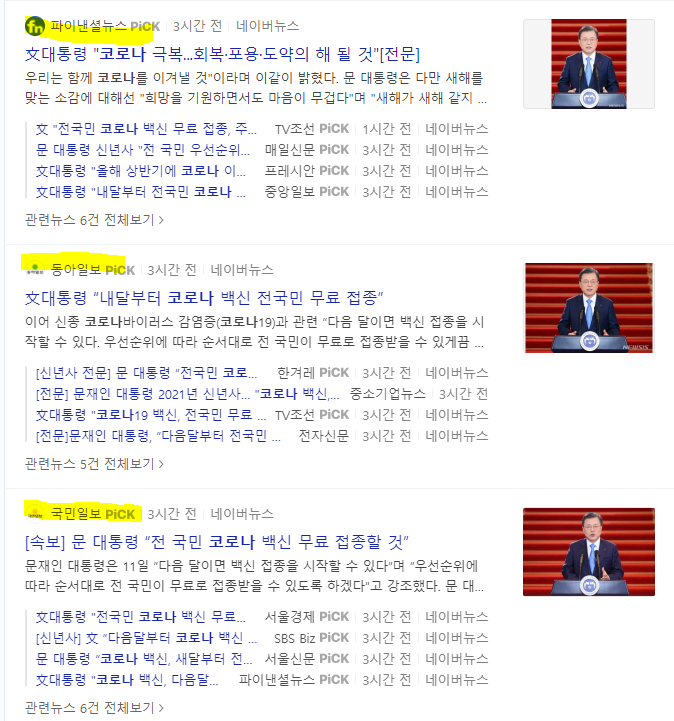 파이낸셜뉴스 PiCK 3시간 전 네이버뉴스
文대통령 "코로나 극복...회복·포용·도약의 해 될 것"[전문]
우리는 함께 코로나를 이겨낼 것"이라며 이같이 밝혔다. 문 대통령은 다만 새해를
맞는 소감에 대해선 "희망을 기원하면서도 마음이 무겁다"며 "새해가 새해 같지 ...
文 "전국민 코로나 백신 무료 접종, 주... TV조선 PiCK 1시간 전 네이버뉴스
문 대통령 신년사 "전 국민 우선순위... 매일신문 PiCK 3시간 전 네이버뉴스
文대통령 "올해 상반기에 코로나 이... 프레시안 PiCK 3시간 전 네이버뉴스
文대통령 "내달부터 전국민 코로나 ... 중앙일보 PiCK 3시간 전 네이버뉴스
관련뉴스 6건 전체보기 >
동아일보 PiCK 3시간 전 네이버뉴스
文대통령 “내달부터 코로나 백신 전국민 무료 접종”
이어 신종 코로나바이러스 감염증(코로나19)과 관련 “다음 달이면 백신 접종을 시
작할 수 있다. 우선순위에 따라 순서대로 전 국민이 무료로 접종받을 수 있게끔 ...
NEWSIS
[신년사 전문] 문 대통령 “전국민 코로... 한겨레 PiCK 3시간 전 네이버뉴스
[전문] 문재인 대통령 2021년 신년사... "코로나 백신,... 중소기업뉴스 3시간 전
文대통령 "코로나19 백신, 전국민 무료 ... TV조선 PiCK 3시간 전 네이버뉴스
[전문]문재인 대통령, “다음달부터 전국민 ... 전자신문 3시간 전 네이버뉴스
관련뉴스 5건 전체보기 >
국민일보 PiCK 3시간 전 네이버뉴스
[속보] 문 대통령 “전 국민 코로나 백신 무료 접종할 것”
문재인 대통령은 11일 “다음 달이면 백신 접종을 시작할 수 있다”며 “우선순위에
따라 순서대로 전 국민이 무료로 접종받을 수 있도록 하겠다”고 강조했다. 문 대...
文대통령 "전국민 코로나 백신 무료... 서울경제 PiCK 3시간 전 네이버뉴스
[신년사] 文 “다음달부터 코로나 백신 ... SBS Biz PiCK 3시간 전 네이버뉴스
문 대통령 “코로나 백신, 새달부터 전... 서울신문 PiCK 3시간 전 네이버뉴스
文대통령 "코로나 백신, 다음달... 파이낸셜뉴스 PiCK 3시간 전 네이버뉴스
관련뉴스 6건 전체보기 >